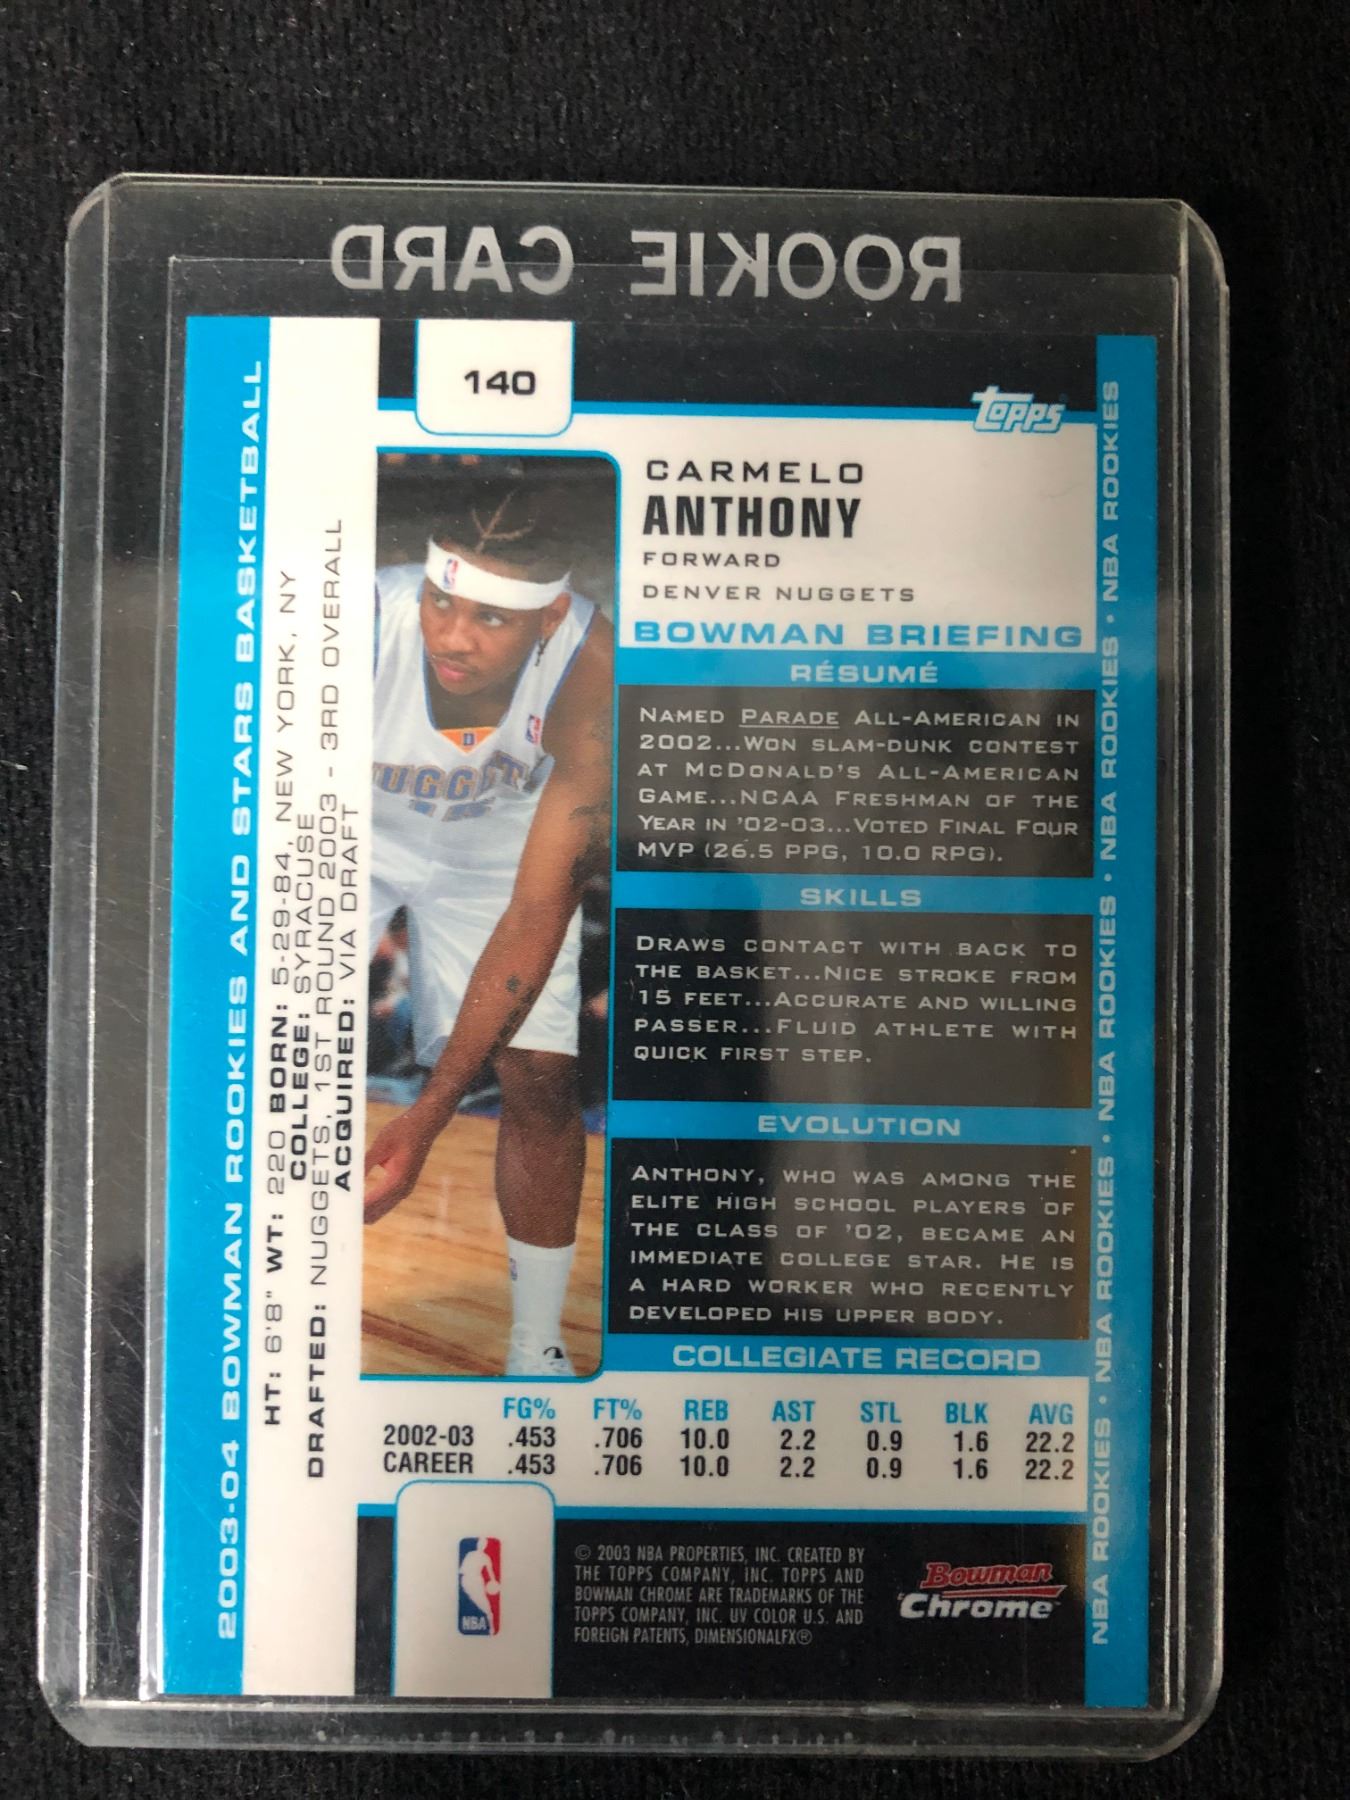 ROOKIE CARD
140
topps
CARMELO
ANTHONY
FORWARD
DENVER NUGGETS
BOWMAN BRIEFING
RÉSUMÉ
NAMED PARADE ALL-AMERICAN IN
2002...WON SLAM-DUNK CONTEST
AT MCDONALD'S ALL-AMERICAN
GAME...NCAA FRESHMAN OF THE
YEAR IN '02-03...VOTED FINAL FOUR
MVP (26.5 PPG, 10.0 RPG).
SKILLS
DRAWS CONTACT WITH BACK TO
THE BASKET...NICE STROKE FROM
15 FEET...ACCURATE AND WILLING
PASSER...FLUID ATHLETE WITH
QUICK FIRST STEP.
EVOLUTION
ANTHONY, WHO WAS AMONG THE
ELITE HIGH SCHOOL PLAYERS OF
THE CLASS OF '02, BECAME AN
IMMEDIATE COLLEGE STAR. HE IS
A HARD WORKER WHO RECENTLY
DEVELOPED HIS UPPER BODY.
COLLEGIATE RECORD
FG% FT% REB AST STL BLK AVG
2002-03 .453 .706 10.0 2.2 0.9 1.6 22.2
CAREER .453 .706 10.0 2.2 0.9 1.6 22.2
2003-04 BOWMAN ROOKIES AND STARS BASKETBALL
HT: 6'8" WT: 220 BORN: 5-29-84, NEW YORK, NY
COLLEGE: SYRACUSE
DRAFTED: NUGGETS, 1ST ROUND 2003 - 3RD OVERALL
ACQUIRED: VIA DRAFT
NBA ROOKIES • NBA ROOKIES • NBA ROOKIES • NBA ROOKIES • NBA ROOKIES • NBA ROOKIES
NUGGETS
15
NBA
© 2003 NBA PROPERTIES, INC. CREATED BY
THE TOPPS COMPANY, INC. TOPPS AND
BOWMAN CHROME ARE TRADEMARKS OF THE
TOPPS COMPANY, INC. UV COLOR U.S. AND
FOREIGN PATENTS, DIMENSIONALFX®
Bowman
Chrome